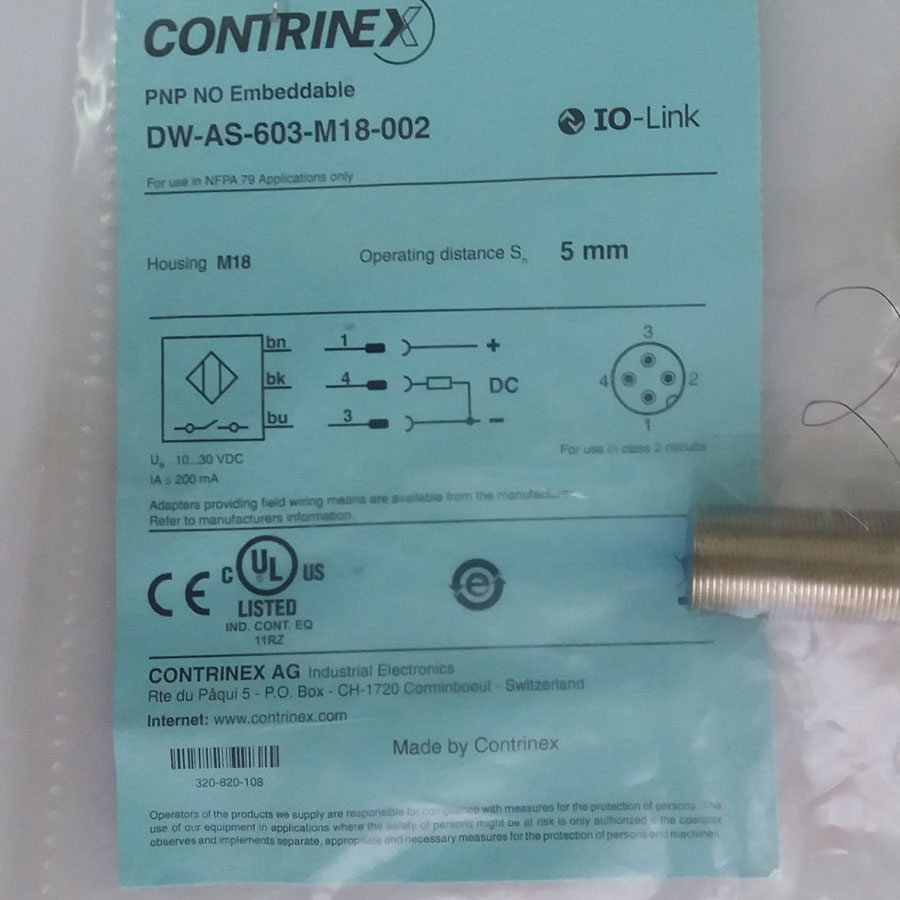 CONTRINEX
PNP NO Embeddable
DW-AS-603-M18-002
IO-Link
For use in NFPA 79 Applications only
Housing M18
Operating distance Sn 5 mm
bn 1 +
bk 4 DC
bu 3 –
3
4 2
1
For use in class 2 circuits
UB 10...30 VDC
IA ≤ 200 mA
Adapters providing field wiring means are available from the manufacturer.
Refer to manufacturers information.
CE
C UL US
LISTED
IND. CONT. EQ
11RZ
e
CONTRINEX AG Industrial Electronics
Rte du Pâqui 5 - P.O. Box - CH-1720 Corminboeuf - Switzerland
Internet: www.contrinex.com
Made by Contrinex
320-820-108
Operators of the products we supply are responsible for compliance with measures for the protection of persons. The
use of our equipment in applications where the safety of persons might be at risk is only authorized if the operator
observes and implements separate, appropriate and necessary measures for the protection of persons and machines.